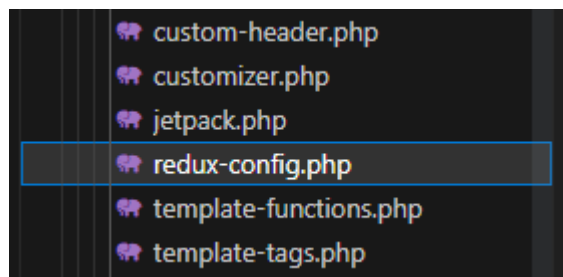 custom-header.php
customizer.php
jetpack.php
redux-config.php
template-functions.php
template-tags.php